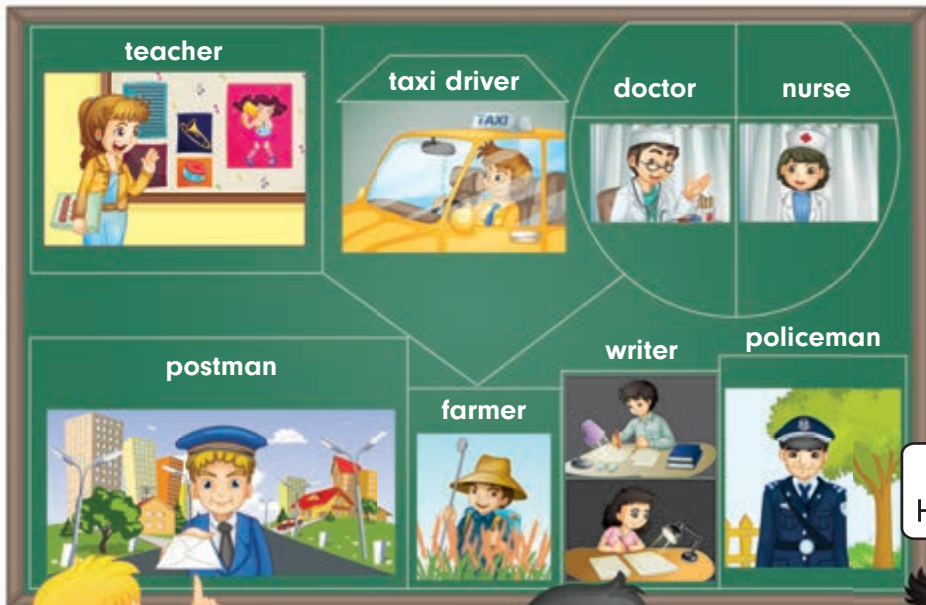 teacher
taxi driver
TAXI
doctor
nurse
postman
farmer
writer
policeman
H